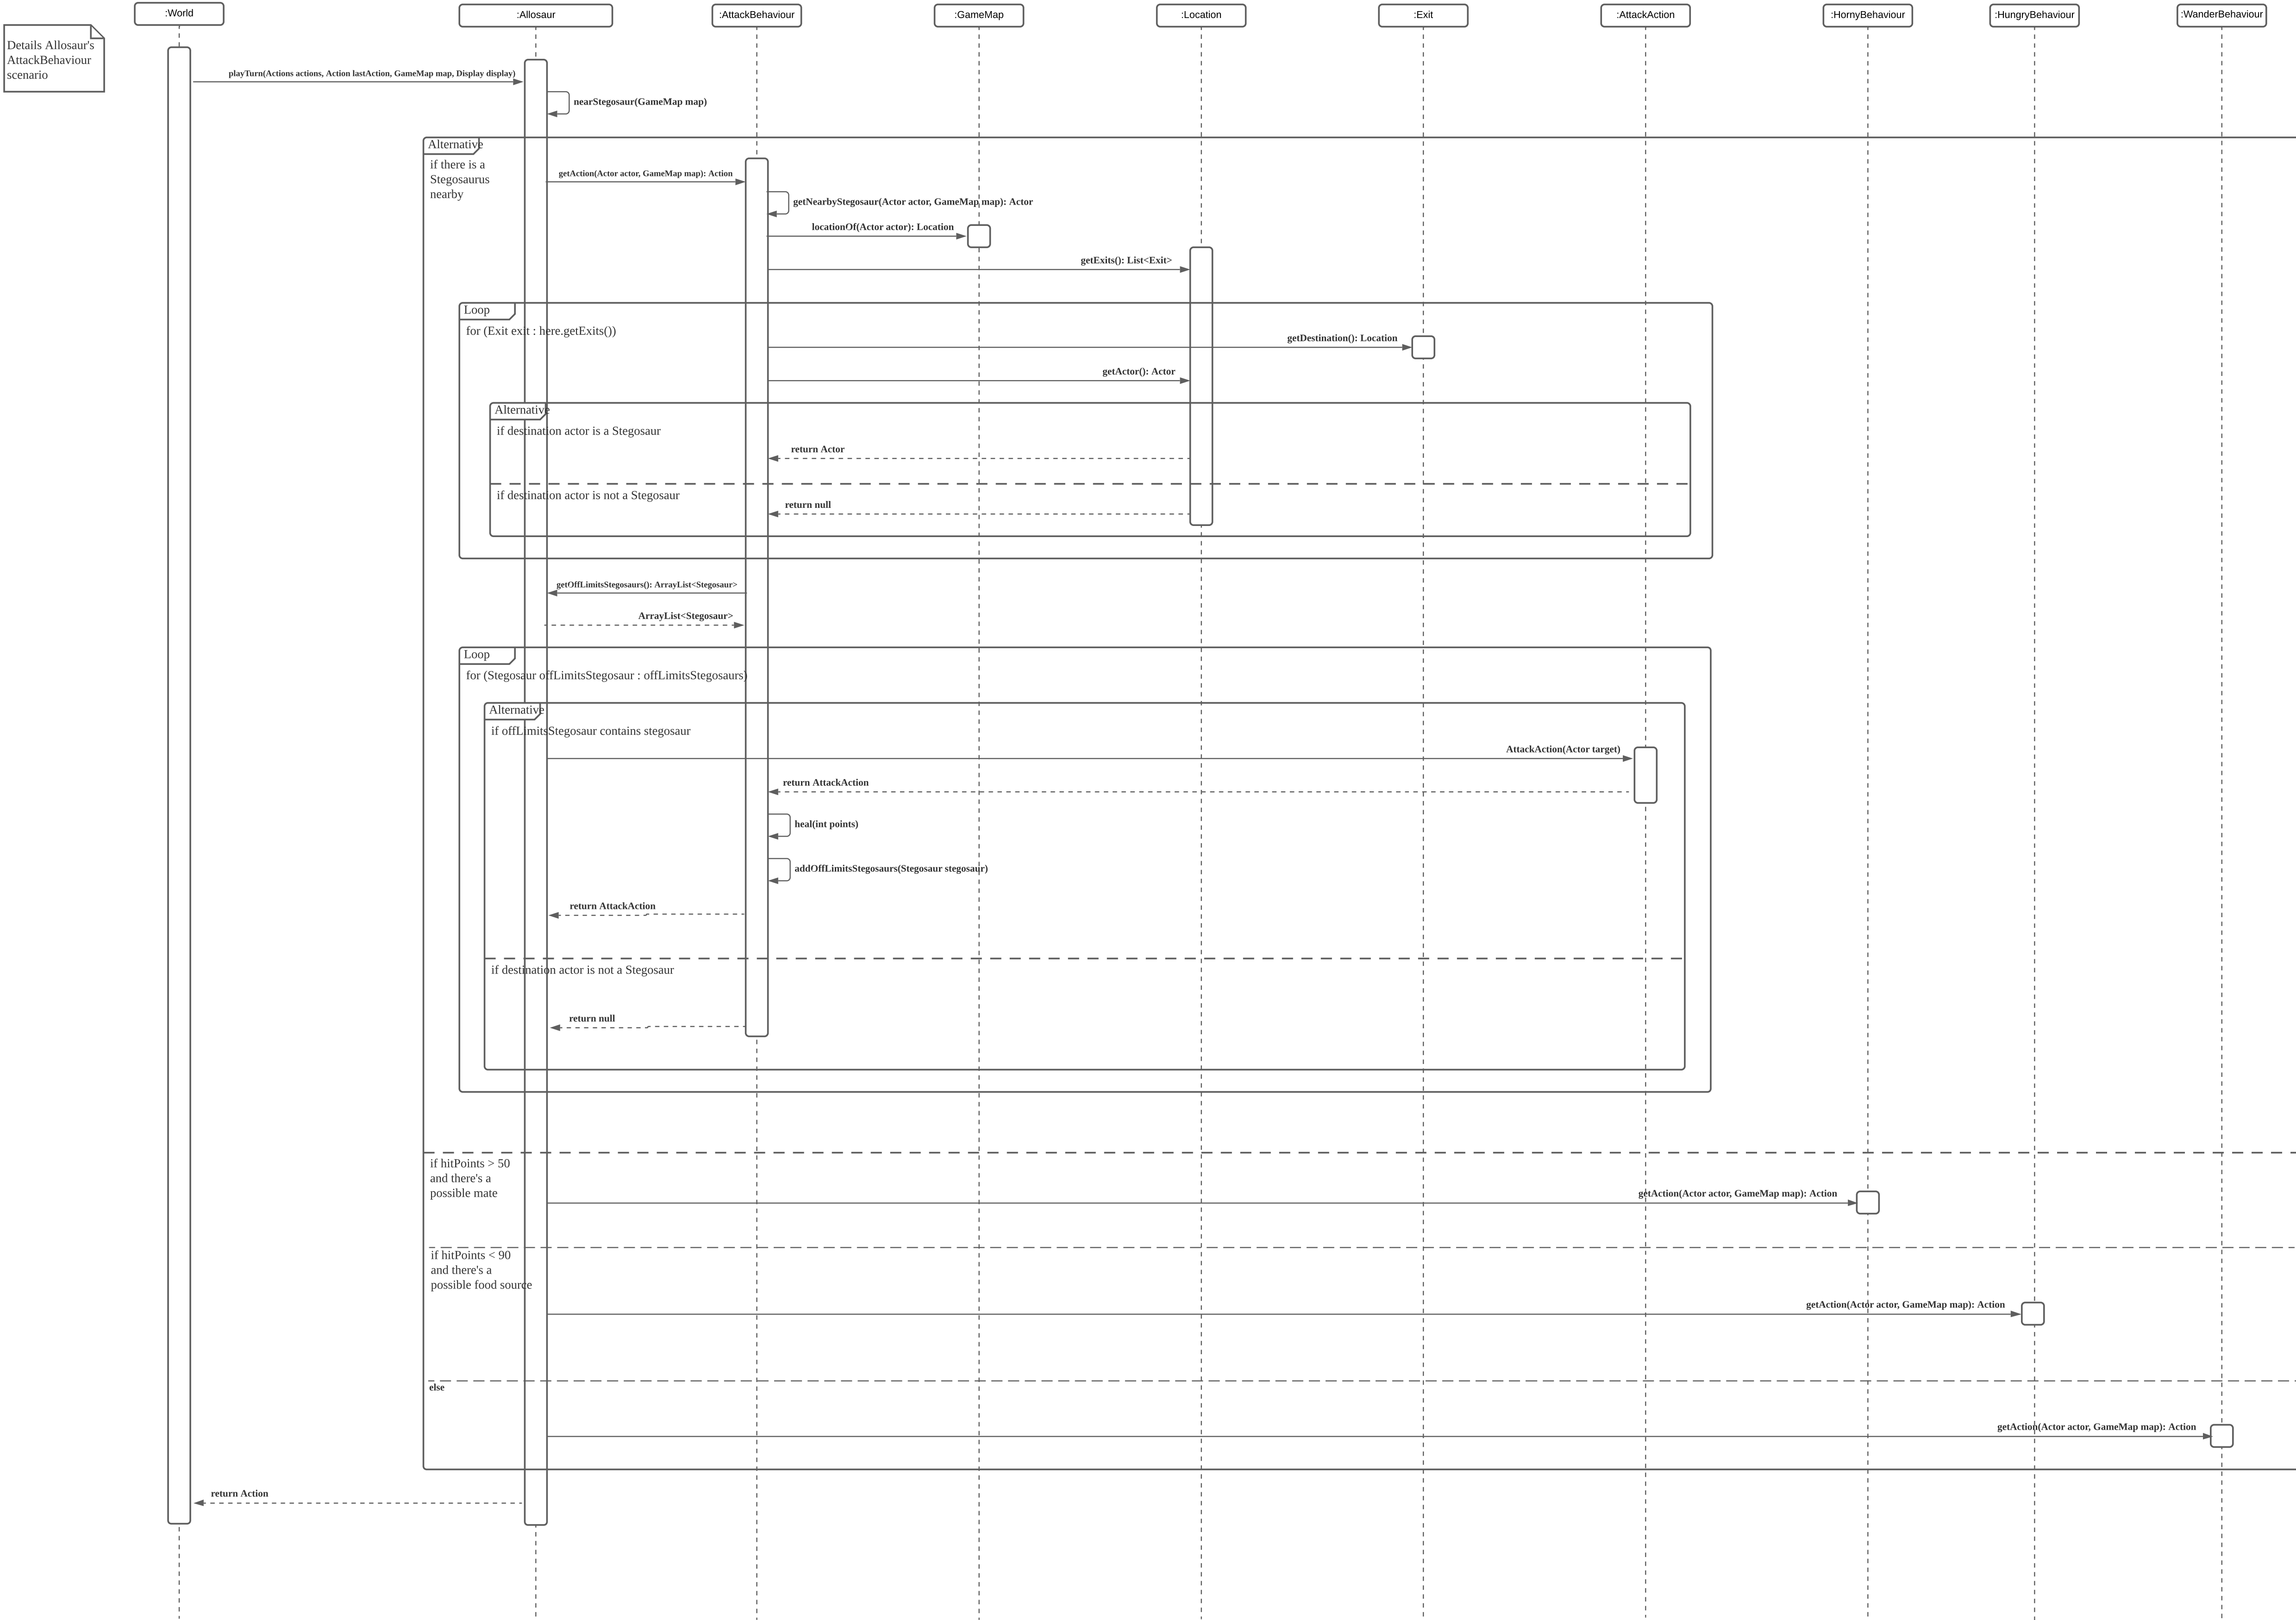 :World
:Allosaur
:AttackBehaviour
:GameMap
:Location
:Exit
:AttackAction
:HornyBehaviour
:HungryBehaviour
:WanderBehaviour
Details Allosaur's
AttackBehaviour
scenario
playTurn(Actions actions, Action lastAction, GameMap map, Display display)
nearStegosaur(GameMap map)
Alternative
if there is a
Stegosaurus
nearby
getAction(Actor actor, GameMap map): Action
getNearbyStegosaur(Actor actor, GameMap map): Actor
locationOf(Actor actor): Location
getExits(): List<Exit>
Loop
for (Exit exit : here.getExits())
getDestination(): Location
getActor(): Actor
Alternative
if destination actor is a Stegosaur
return Actor
if destination actor is not a Stegosaur
return null
getOffLimitsStegosaurs(): ArrayList<Stegosaur>
ArrayList<Stegosaur>
Loop
for (Stegosaur offLimitsStegosaur : offLimitsStegosaurs)
Alternative
if offLimitsStegosaur contains stegosaur
AttackAction(Actor target)
return AttackAction
heal(int points)
addOffLimitsStegosaurs(Stegosaur stegosaur)
return AttackAction
if destination actor is not a Stegosaur
return null
if hitPoints > 50
and there's a
possible mate
getAction(Actor actor, GameMap map): Action
if hitPoints < 90
and there's a
possible food source
getAction(Actor actor, GameMap map): Action
else
getAction(Actor actor, GameMap map): Action
return Action